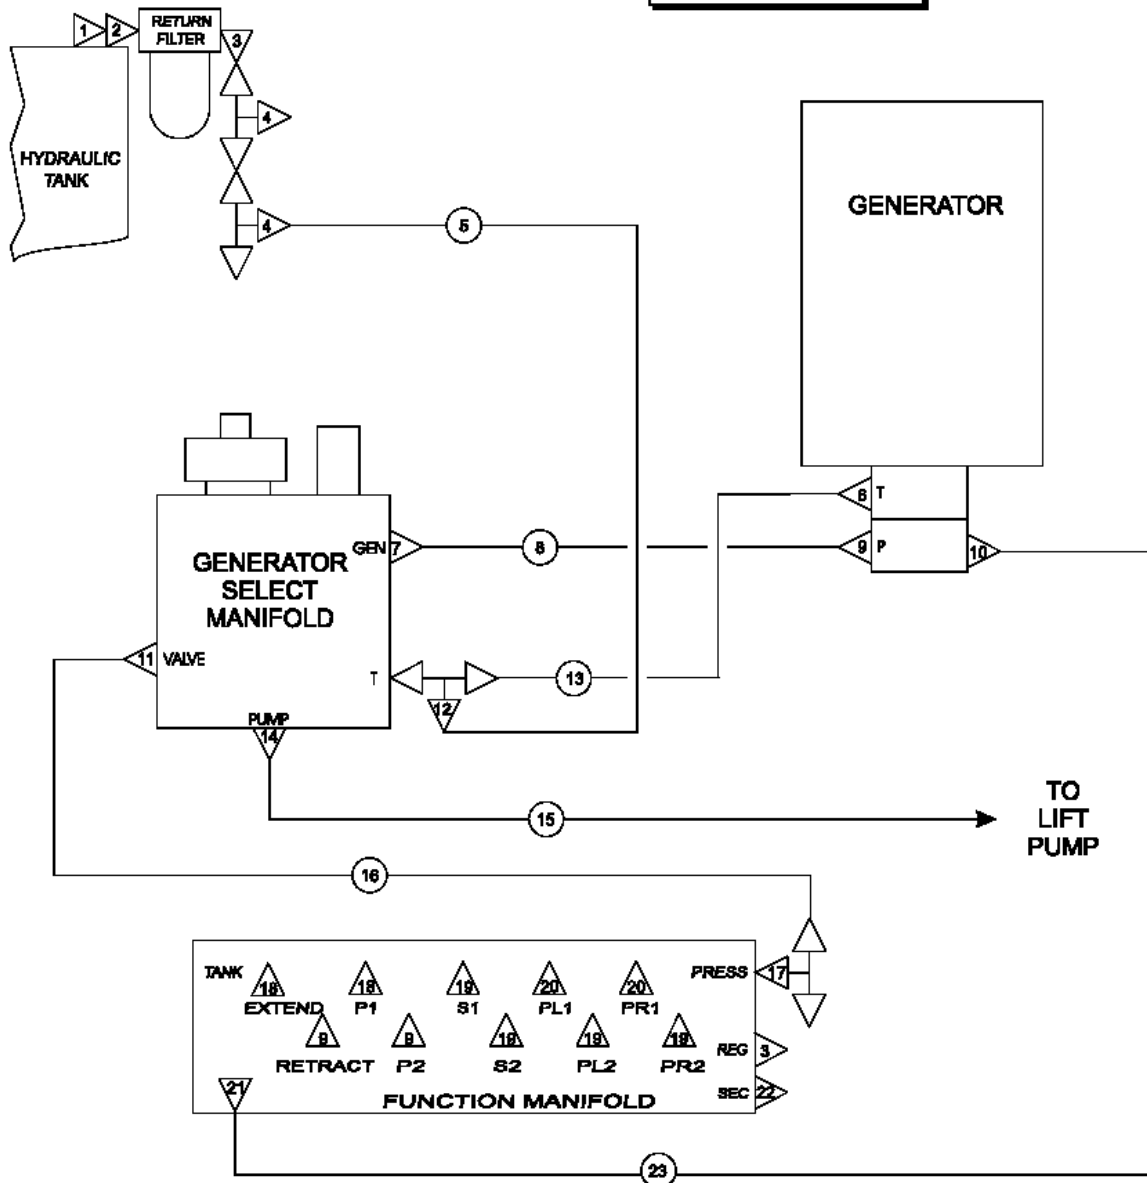 1
2
RETURN
FILTER
3
4
HYDRAULIC
TANK
GENERATOR
4
5
6
T
GEN
7
8
9
P
10
GENERATOR
SELECT
MANIFOLD
11
VALVE
T
12
13
PUMP
14
15
TO
LIFT
PUMP
16
TANK
18
18
19
20
20
PRESS
17
EXTEND
P1
S1
PL1
PR1
9
9
19
19
19
REG
3
RETRACT
P2
S2
PL2
PR2
21
SEC
22
FUNCTION MANIFOLD
23